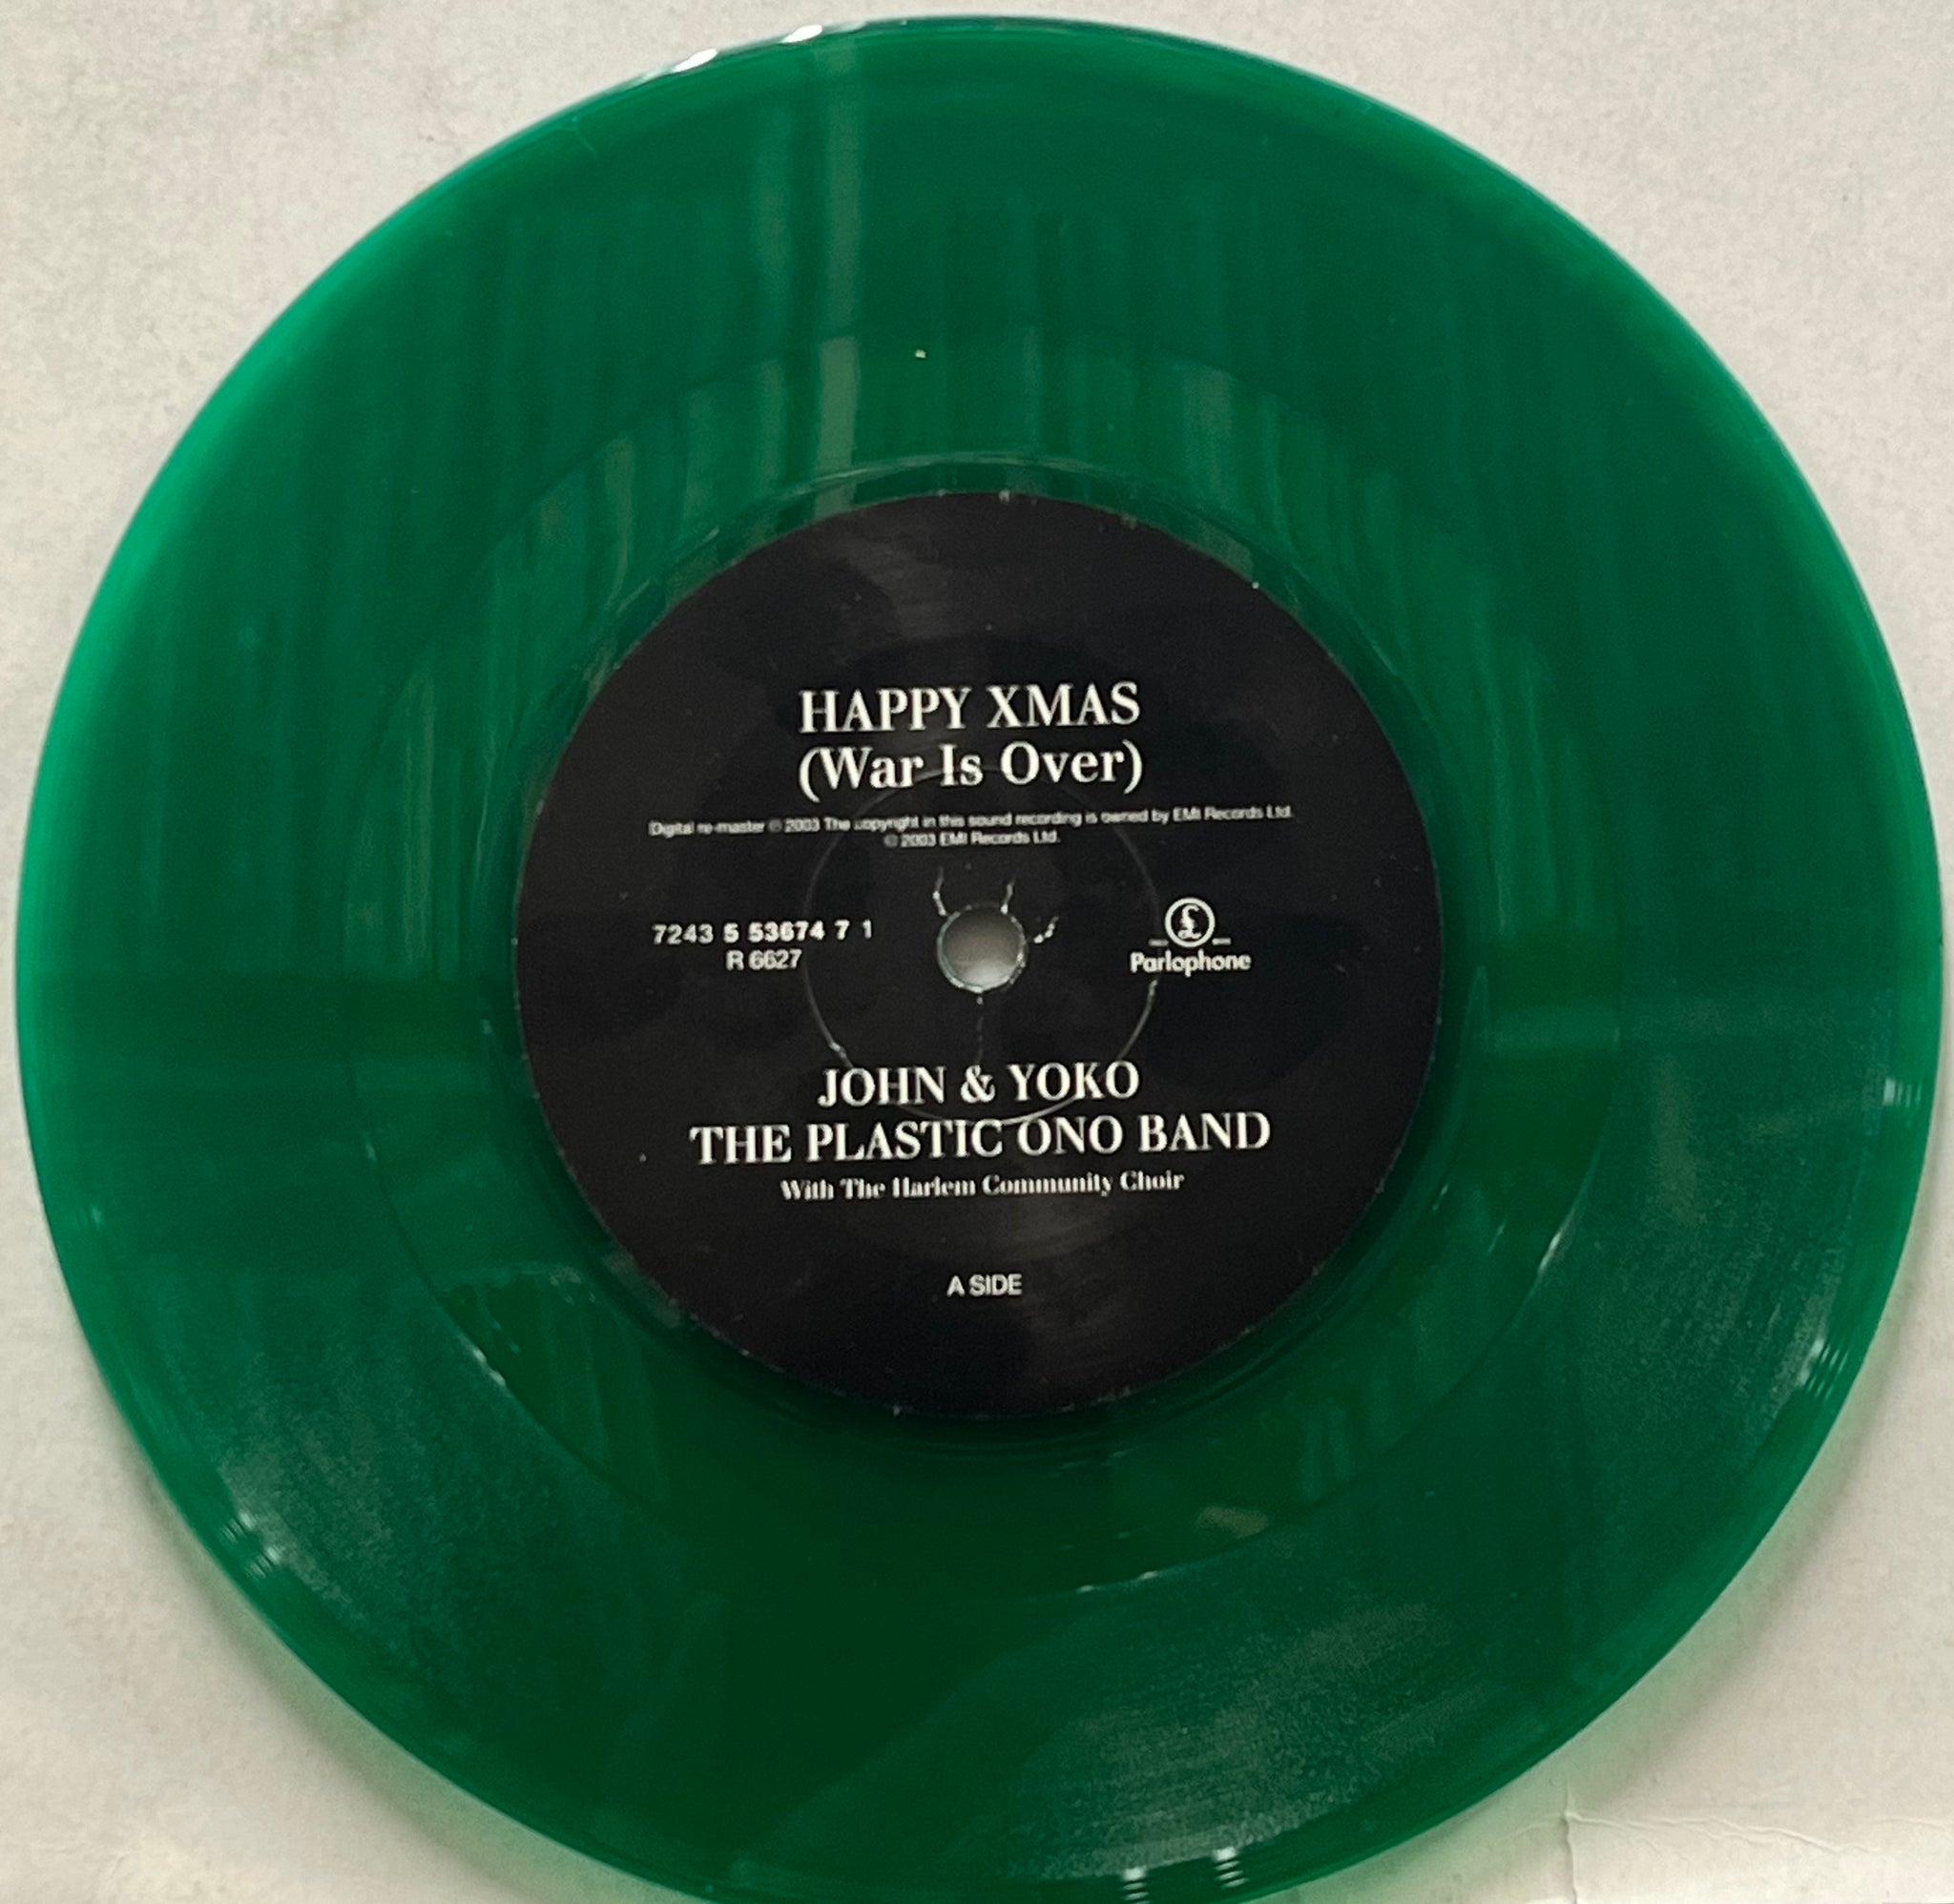 HAPPY XMAS
(War Is Over)
Digital re-master ℗ 2003 The copyright in this sound recording is owned by EMI Records Ltd.
© 2003 EMI Records Ltd.
7243 5 53674 7 1
R 6627
£
Parlophone
JOHN & YOKO
THE PLASTIC ONO BAND
With The Harlem Community Choir
A SIDE